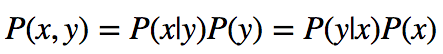 P(x, y) = P(x|y)P(y) = P(y|x)P(x)